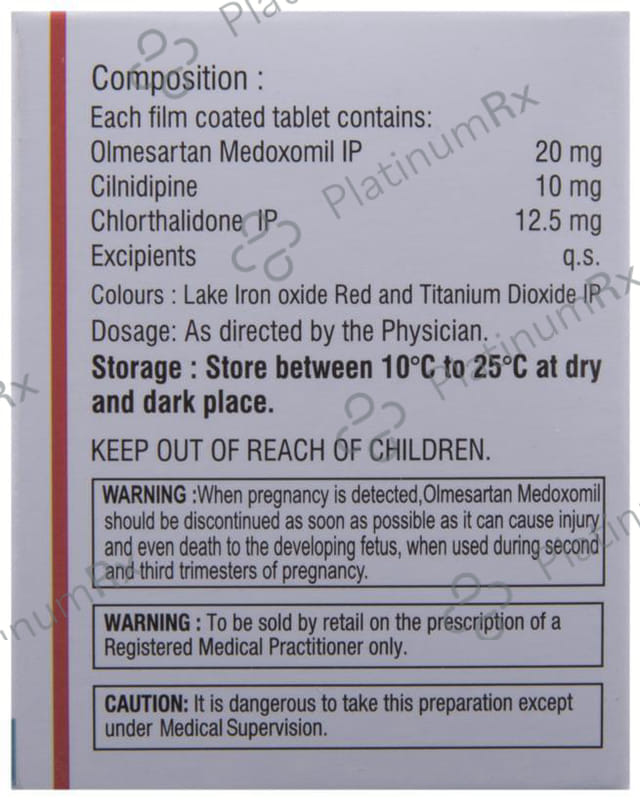 Composition :
Each film coated tablet contains:
Olmesartan Medoxomil IP 20 mg
Cilnidipine 10 mg
Chlorthalidone IP 12.5 mg
Excipients q.s.
Colours : Lake Iron oxide Red and Titanium Dioxide IP
Dosage: As directed by the Physician.
Storage : Store between 10°C to 25°C at dry
and dark place.
KEEP OUT OF REACH OF CHILDREN.
WARNING :When pregnancy is detected,Olmesartan Medoxomil
should be discontinued as soon as possible as it can cause injury
and even death to the developing fetus, when used during second
and third trimesters of pregnancy.
WARNING : To be sold by retail on the prescription of a
Registered Medical Practitioner only.
CAUTION: It is dangerous to take this preparation except
under Medical Supervision.
PlatinumRx
PlatinumRx